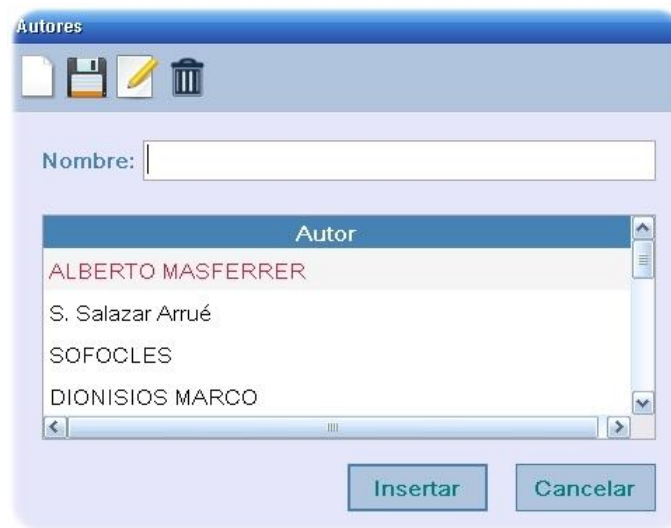 Autores
Nombre:
Autor
ALBERTO MASFERRER
S. Salazar Arrué
SOFOCLES
DIONISIOS MARCO
Insertar
Cancelar